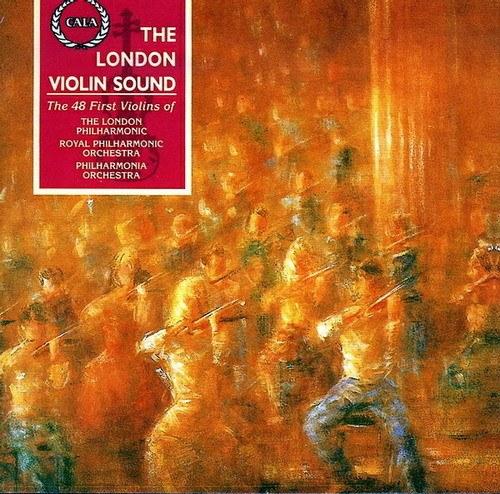 CALA
THE
LONDON
VIOLIN SOUND
The 48 First Violins of
THE LONDON
PHILHARMONIC
ROYAL PHILHARMONIC
ORCHESTRA
PHILHARMONIA
ORCHESTRA